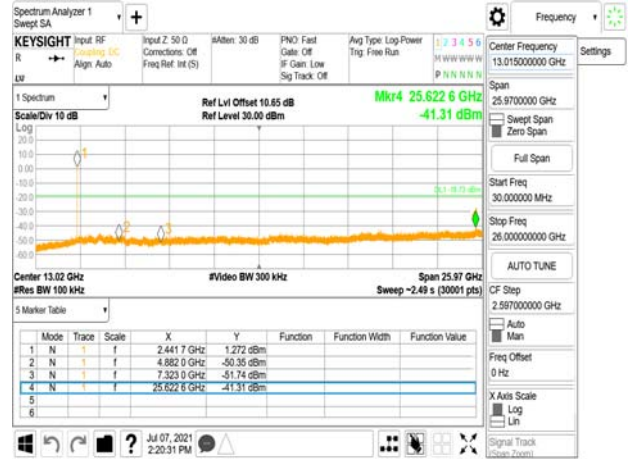 Spectrum Analyzer 1
Swept SA
Frequency
KEYSIGHT
Input: RF
Coupling: DC
Align: Auto
Input Z: 50 Ω
Corrections: Off
Freq Ref: Int (S)
#Atten: 30 dB
PNO: Fast
Gate: Off
IF Gain: Low
Sig Track: Off
Avg Type: Log-Power
Trig: Free Run
1 2 3 4 5 6
M W W W W W
P N N N N N
R
1 Spectrum
Scale/Div 10 dB
Ref Lvl Offset 10.65 dB
Ref Level 30.00 dBm
Mkr4 25.622 6 GHz
-41.31 dBm
Log
20.0
10.0
0.00
-10.0
-20.0
-30.0
-40.0
-50.0
-60.0
1
2
3
Center 13.02 GHz
#Res BW 100 kHz
#Video BW 300 kHz
Span 25.97 GHz
Sweep ~2.49 s (30001 pts)
5 Marker Table
Mode Trace Scale X Y Function Function Width Function Value
1 N 1 f 2.441 7 GHz 1.272 dBm
2 N 1 f 4.882 0 GHz -50.35 dBm
3 N 1 f 7.323 0 GHz -51.74 dBm
4 N 1 f 25.622 6 GHz -41.31 dBm
5
6
?
Jul 07, 2021
2:20:31 PM
Center Frequency
13.015000000 GHz
Settings
Span
25.9700000 GHz
Swept Span
Zero Span
Full Span
Start Freq
30.000000 MHz
Stop Freq
26.000000000 GHz
AUTO TUNE
CF Step
2.597000000 GHz
Auto
Man
Freq Offset
0 Hz
X Axis Scale
Log
Lin
Signal Track
(Span Zoom)